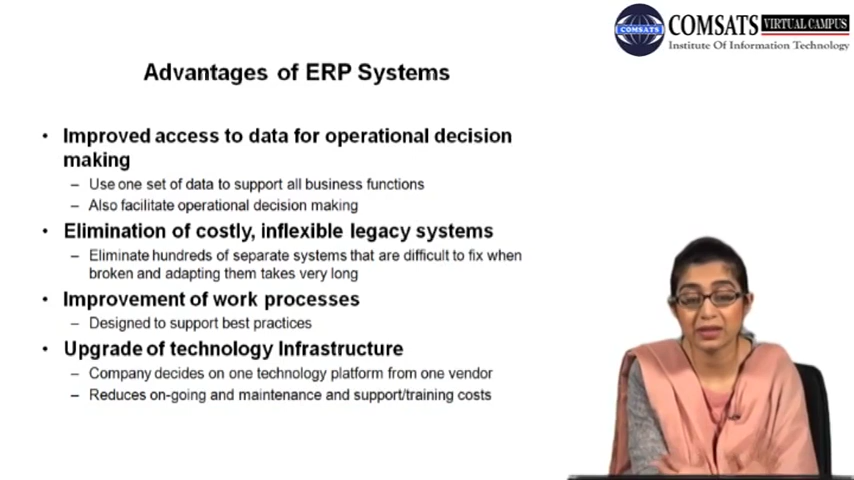 COMSATS VIRTUAL CAMPUS
COMSATS
Institute Of Information Technology
Advantages of ERP Systems
• Improved access to data for operational decision
making
– Use one set of data to support all business functions
– Also facilitate operational decision making
• Elimination of costly, inflexible legacy systems
– Eliminate hundreds of separate systems that are difficult to fix when
broken and adapting them takes very long
• Improvement of work processes
– Designed to support best practices
• Upgrade of technology Infrastructure
– Company decides on one technology platform from one vendor
– Reduces on-going and maintenance and support/training costs